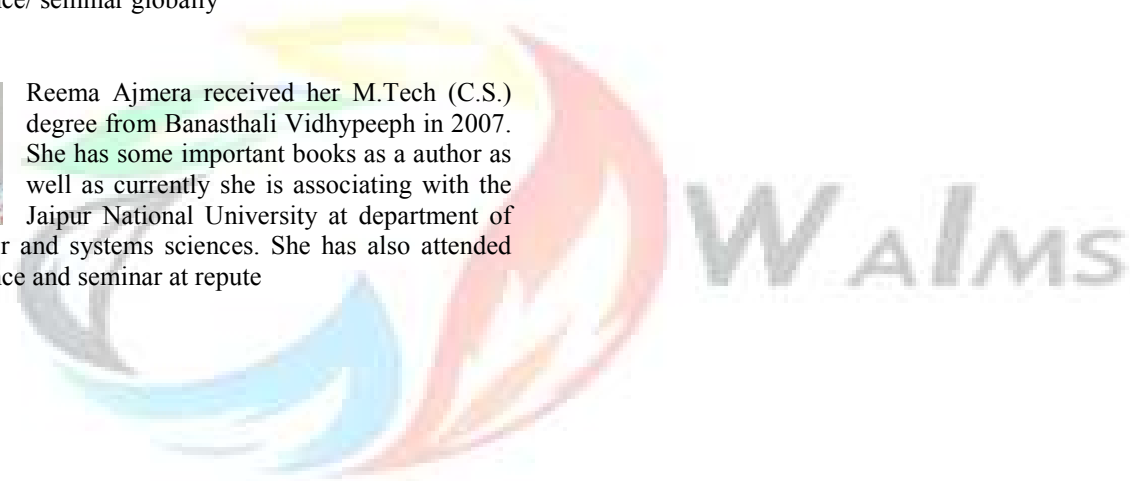 seminar globally
Reema Ajmera received her M.Tech (C.S.)
degree from Banasthali Vidhypeeph in 2007.
She has some important books as a author as
well as currently she is associating with the
Jaipur National University at department of
and systems sciences. She has also attended
and seminar at repute
WAIMS